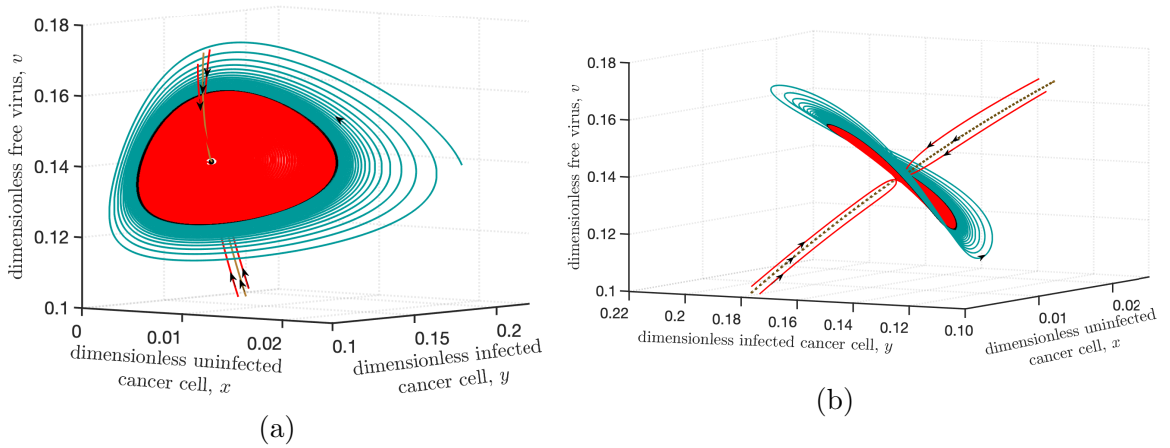 0.18
0.16
0.14
0.12
0.1
dimensionless free virus, v
0
0.01
0.02
dimensionless uninfected
cancer cell, x
0.1
0.15
0.2
dimensionless infected
cancer cell, y
(a)
0.18
0.16
0.14
0.12
0.1
dimensionless free virus, v
0.22
0.2
0.18
0.16
0.14
0.12
0.10
dimensionless infected cancer cell, y
0.01
0.02
dimensionless uninfected
cancer cell, x
(b)